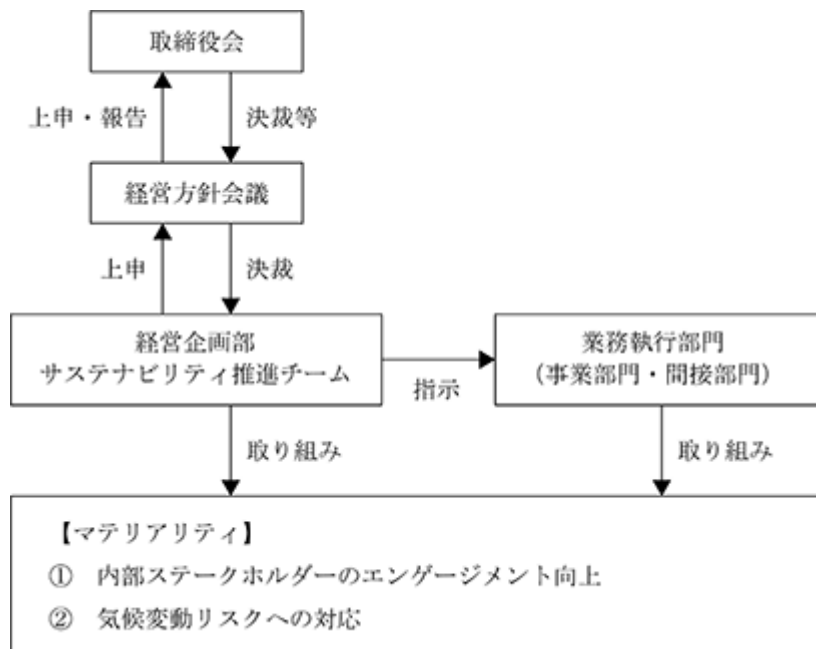 取締役会
上申・報告
決裁等
経営方針会議
上申
決裁
経営企画部
サステナビリティ推進チーム
指示
業務執行部門
（事業部門・間接部門）
取り組み
取り組み
【マテリアリティ】
① 内部ステークホルダーのエンゲージメント向上
② 気候変動リスクへの対応